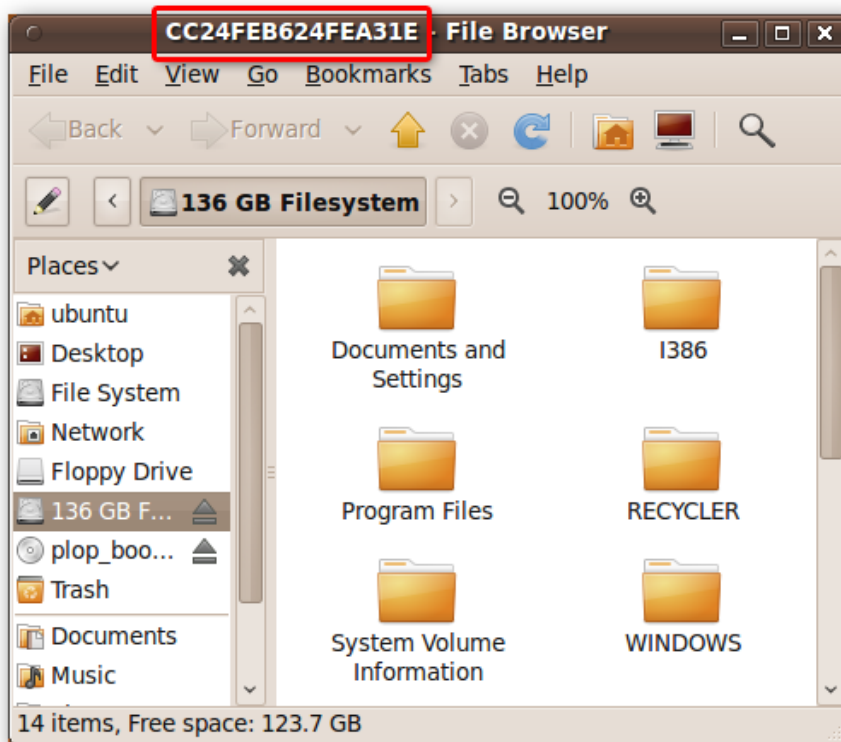 CC24FEB624FEA31E - File Browser
File Edit View Go Bookmarks Tabs Help
Back Forward
136 GB Filesystem 100%
Places
ubuntu
Desktop
File System
Network
Floppy Drive
136 GB F...
plop_boo...
Trash
Documents
Music
Documents and
Settings
I386
Program Files
RECYCLER
System Volume
Information
WINDOWS
14 items, Free space: 123.7 GB